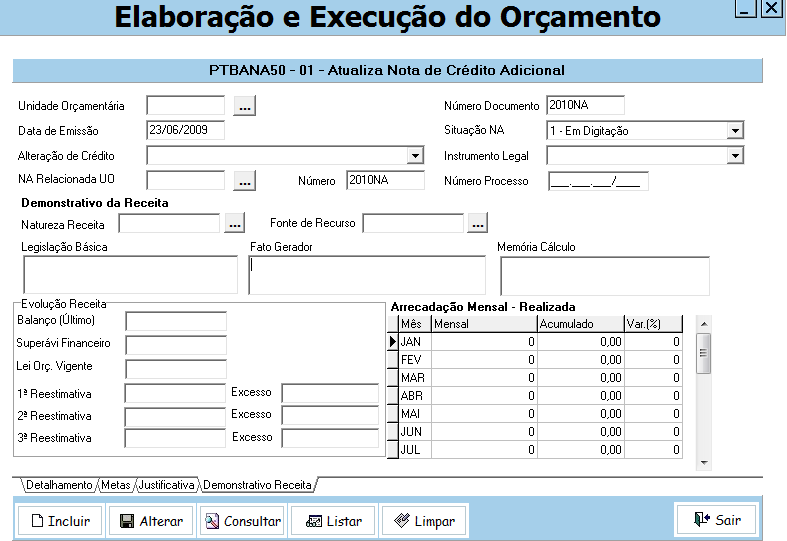 Elaboração e Execução do Orçamento
PTBANA50 - 01 - Atualiza Nota de Crédito Adicional
Unidade Orçamentária ... Número Documento 2010NA
Data de Emissão 23/06/2009 Situação NA 1 - Em Digitação
Alteração de Crédito Instrumento Legal
NA Relacionada UO ... Número 2010NA Número Processo ___.___.___/____
Demonstrativo da Receita
Natureza Receita ... Fonte de Recurso ...
Legislação Básica Fato Gerador Memória Cálculo
Evolução Receita Arrecadação Mensal - Realizada
Balanço (Último) Mês Mensal Acumulado Var.(%)
Superávi Financeiro JAN 0 0,00 0
Lei Orç. Vigente FEV 0 0,00 0
MAR 0 0,00 0
1ª Reestimativa Excesso ABR 0 0,00 0
2ª Reestimativa Excesso MAI 0 0,00 0
3ª Reestimativa Excesso JUN 0 0,00 0
JUL 0 0,00 0
Detalhamento Metas Justificativa Demonstrativo Receita
Incluir Alterar Consultar Listar Limpar Sair